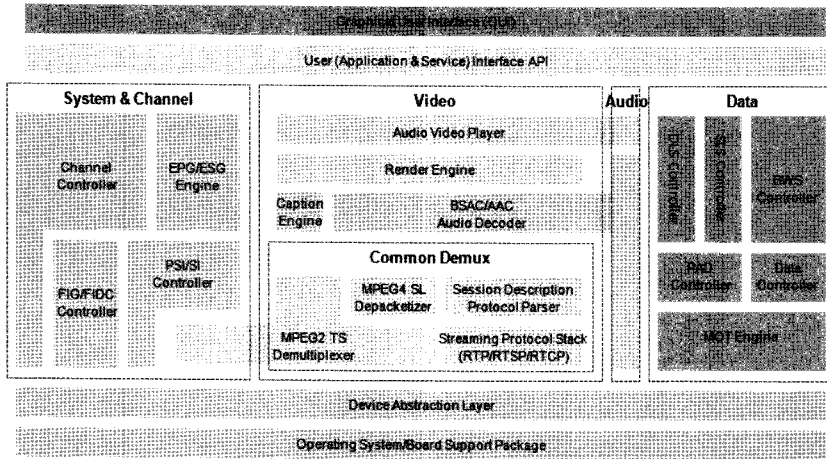 Graphical User Interface (GUI)
User (Application & Service) Interface API
System & Channel
Video
Audio
Data
Channel
Controller
EPG/ESG
Engine
FIG/FIDC
Controller
PSI/SI
Controller
Audio Video Player
Render Engine
Caption
Engine
BSAC/AAC
Audio Decoder
Common Demux
MPEG4 SL
Depacketizer
Session Description
Protocol Parser
MPEG2 TS
Demultiplexer
Streaming Protocol Stack
(RTP/RTSP/RTCP)
DLS Controller
Controller
BWS
Controller
PAD
Controller
Data
Controller
MOT Engine
Device Abstraction Layer
Operating System/Board Support Package